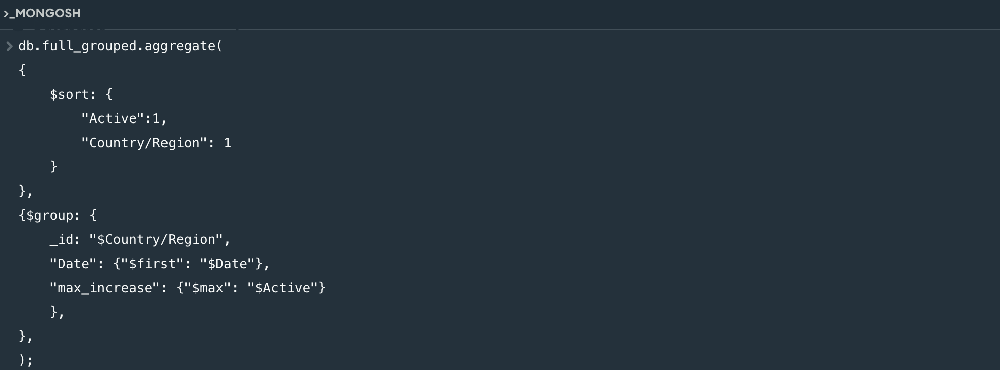 >_MONGOSH
db.full_grouped.aggregate(
{
    $sort: {
        "Active":1,
        "Country/Region": 1
    }
},
{$group: {
    _id: "$Country/Region",
    "Date": {"$first": "$Date"},
    "max_increase": {"$max": "$Active"}
    },
},
);